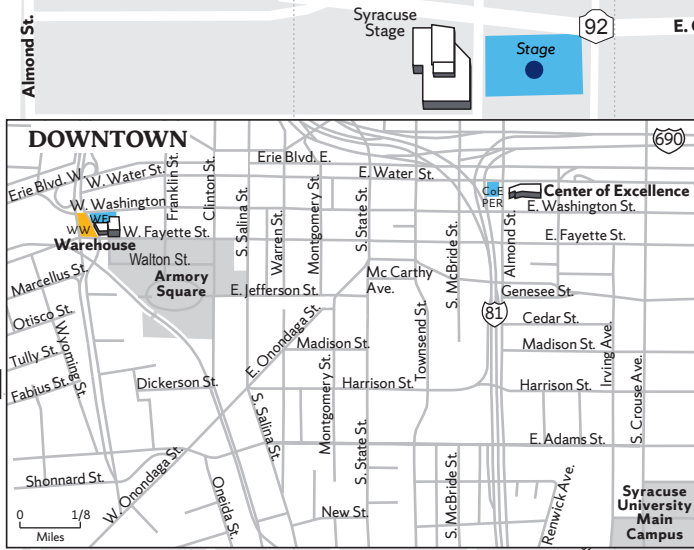 Syracuse
Stage
Almond St.
92
E. G
Stage
DOWNTOWN
690
Erie Blvd. E.
W. Water St.
E. Water St.
Erie Blvd. W
Franklin St.
Clinton St.
W. Washington
CoE
PER
Center of Excellence
E. Washington St.
WE
WW
W. Fayette St.
E. Fayette St.
Warehouse
S. Salina St.
Warren St.
Montgomery St.
S. State St.
S. McBride St.
Almond St.
Walton St.
Armory
Square
Marcellus St.
Mc Carthy
Ave.
E. Jefferson St.
Genesee St.
81
Otisco St.
Cedar St.
Wyoming St.
E. Onondaga St.
Madison St.
Townsend St.
Madison St.
Irving Ave.
Tully St.
Fabius St.
Dickerson St.
Harrison St.
Harrison St.
S. Crouse Ave.
S. Salina St.
Montgomery St.
S. State St.
E. Adams St.
W. Onondaga St.
Shonnard St.
Oneida St.
S. McBride St.
Renwick Ave.
New St.
Syracuse
University
Main
Campus
0 1/8
Miles